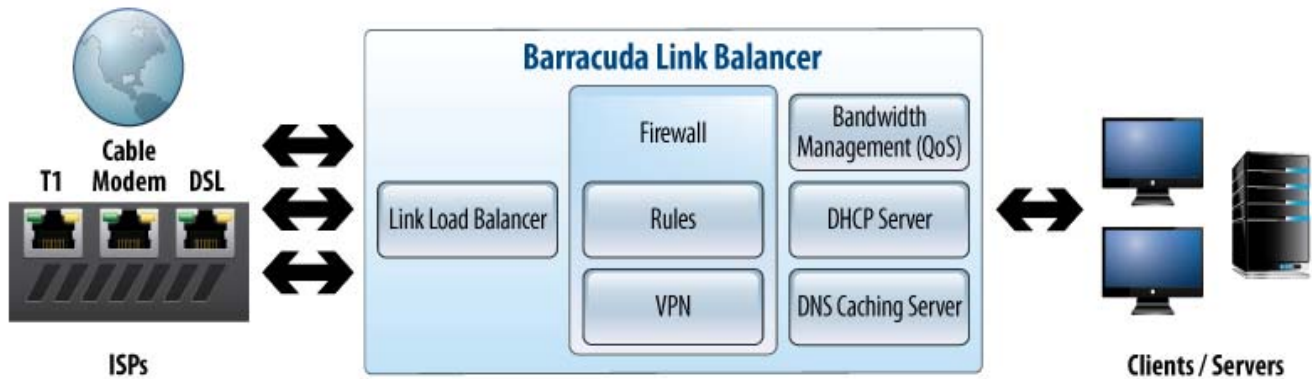 Barracuda Link Balancer
Cable
T1 Modem DSL
ISPs
Link Load Balancer
Firewall
Rules
VPN
Bandwidth
Management (QoS)
DHCP Server
DNS Caching Server
Clients / Servers